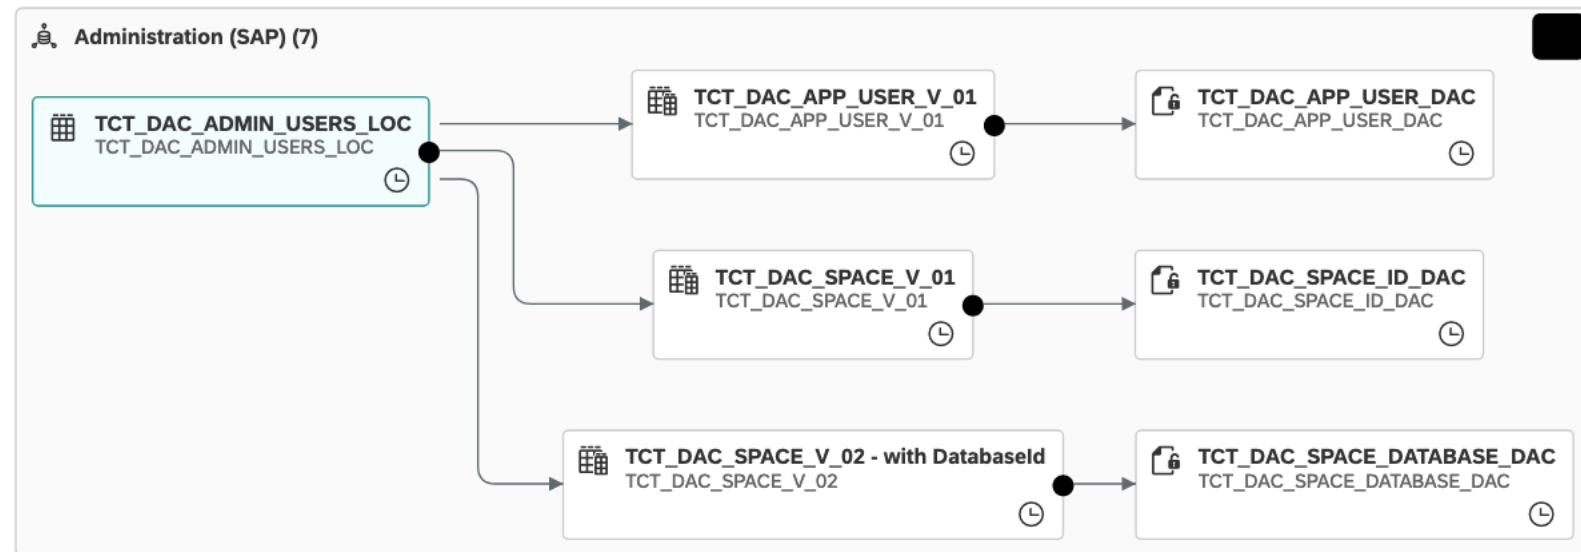 Administration (SAP) (7)
TCT_DAC_ADMIN_USERS_LOC
TCT_DAC_ADMIN_USERS_LOC
TCT_DAC_APP_USER_V_01
TCT_DAC_APP_USER_V_01
TCT_DAC_APP_USER_DAC
TCT_DAC_APP_USER_DAC
TCT_DAC_SPACE_V_01
TCT_DAC_SPACE_V_01
TCT_DAC_SPACE_ID_DAC
TCT_DAC_SPACE_ID_DAC
TCT_DAC_SPACE_V_02 - with DatabaseId
TCT_DAC_SPACE_V_02
TCT_DAC_SPACE_DATABASE_DAC
TCT_DAC_SPACE_DATABASE_DAC